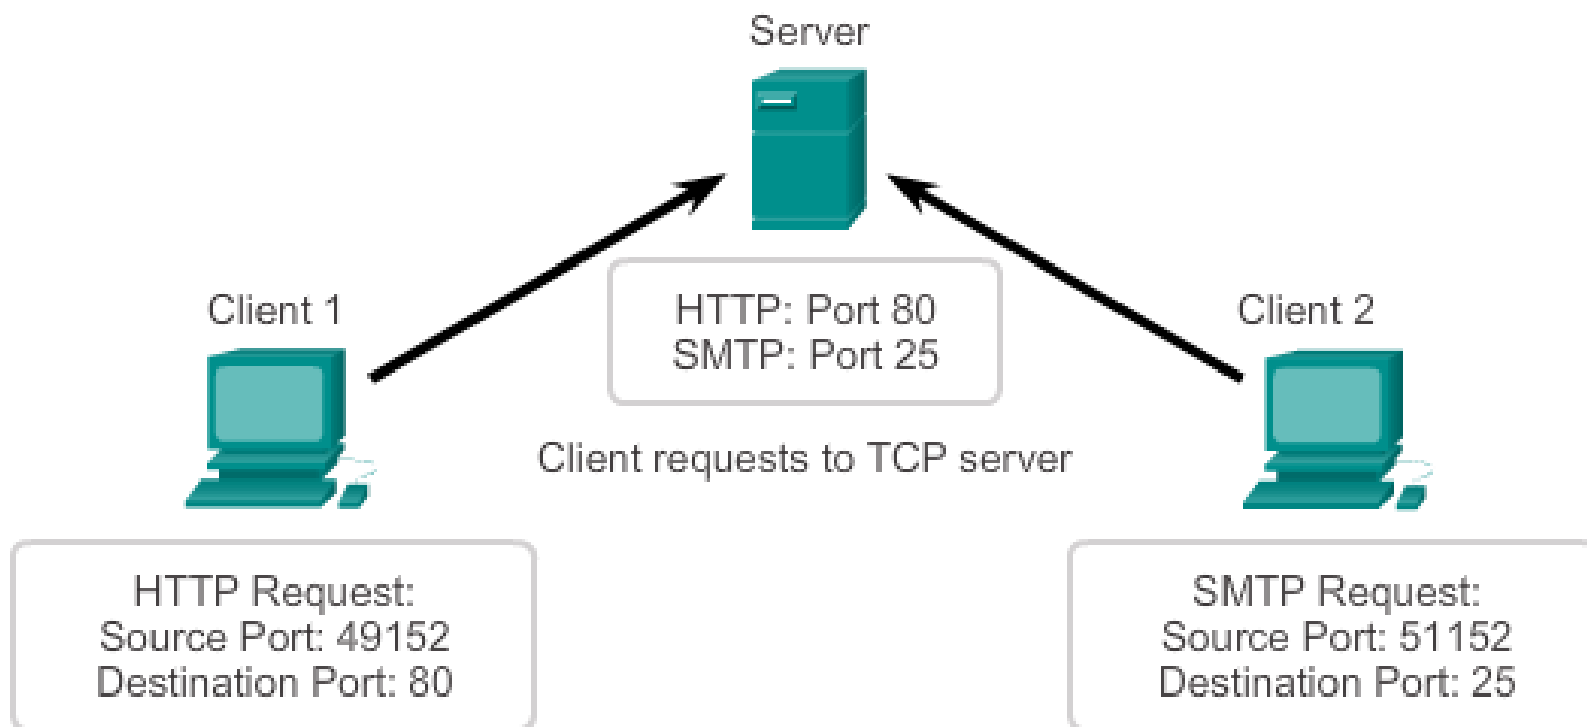 Server
Client 1
HTTP: Port 80
SMTP: Port 25
Client 2
Client requests to TCP server
HTTP Request:
Source Port: 49152
Destination Port: 80
SMTP Request:
Source Port: 51152
Destination Port: 25